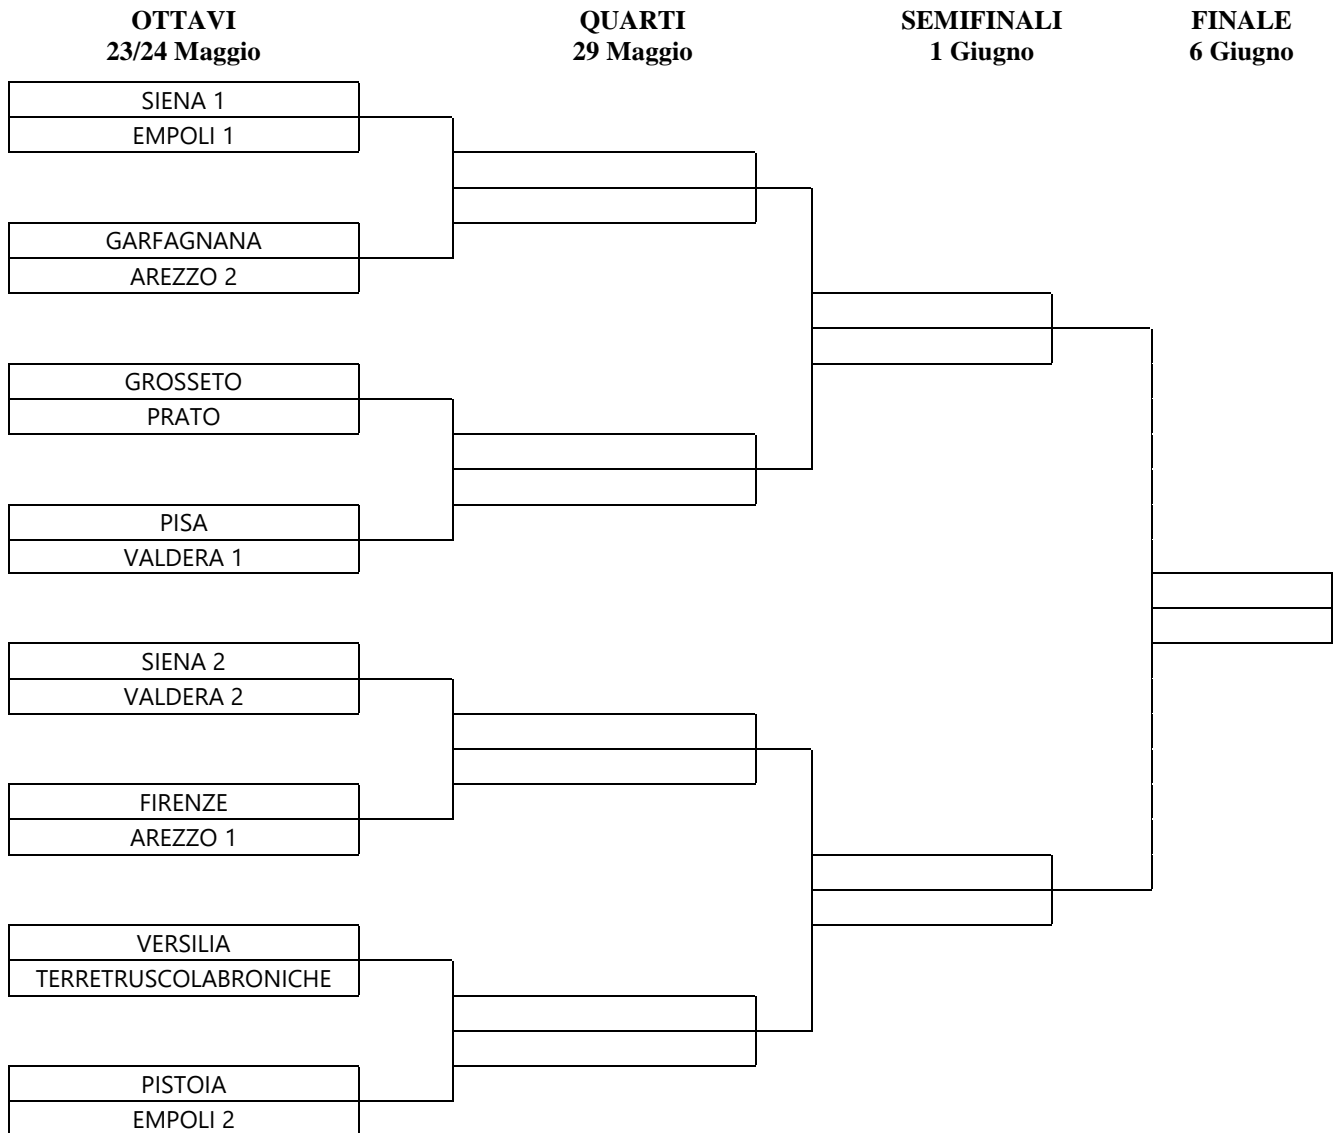 OTTAVI
23/24 Maggio
QUARTI
29 Maggio
SEMIFINALI
1 Giugno
FINALE
6 Giugno
SIENA 1
EMPOLI 1
GARFAGNANA
AREZZO 2
GROSSETO
PRATO
PISA
VALDERA 1
SIENA 2
VALDERA 2
FIRENZE
AREZZO 1
VERSILIA
TERRETRUSCOLABRONICHE
PISTOIA
EMPOLI 2